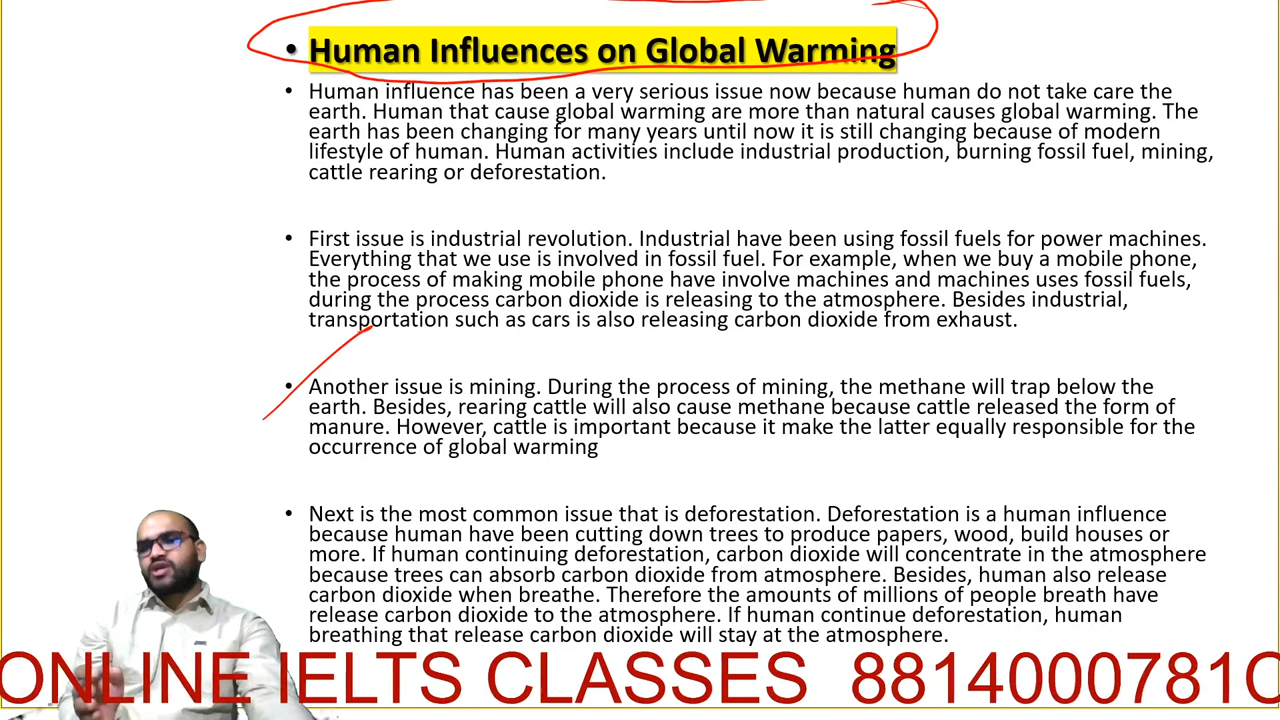 • Human Influences on Global Warming
• Human influence has been a very serious issue now because human do not take care the
earth. Human that cause global warming are more than natural causes global warming. The
earth has been changing for many years until now it is still changing because of modern
lifestyle of human. Human activities include industrial production, burning fossil fuel, mining,
cattle rearing or deforestation.
• First issue is industrial revolution. Industrial have been using fossil fuels for power machines.
Everything that we use is involved in fossil fuel. For example, when we buy a mobile phone,
the process of making mobile phone have involve machines and machines uses fossil fuels,
during the process carbon dioxide is releasing to the atmosphere. Besides industrial,
transportation such as cars is also releasing carbon dioxide from exhaust.
• Another issue is mining. During the process of mining, the methane will trap below the
earth. Besides, rearing cattle will also cause methane because cattle released the form of
manure. However, cattle is important because it make the latter equally responsible for the
occurrence of global warming
• Next is the most common issue that is deforestation. Deforestation is a human influence
because human have been cutting down trees to produce papers, wood, build houses or
more. If human continuing deforestation, carbon dioxide will concentrate in the atmosphere
because trees can absorb carbon dioxide from atmosphere. Besides, human also release
carbon dioxide when breathe. Therefore the amounts of millions of people breath have
release carbon dioxide to the atmosphere. If human continue deforestation, human
breathing that release carbon dioxide will stay at the atmosphere.
ONLINE IELTS CLASSES 8814000781